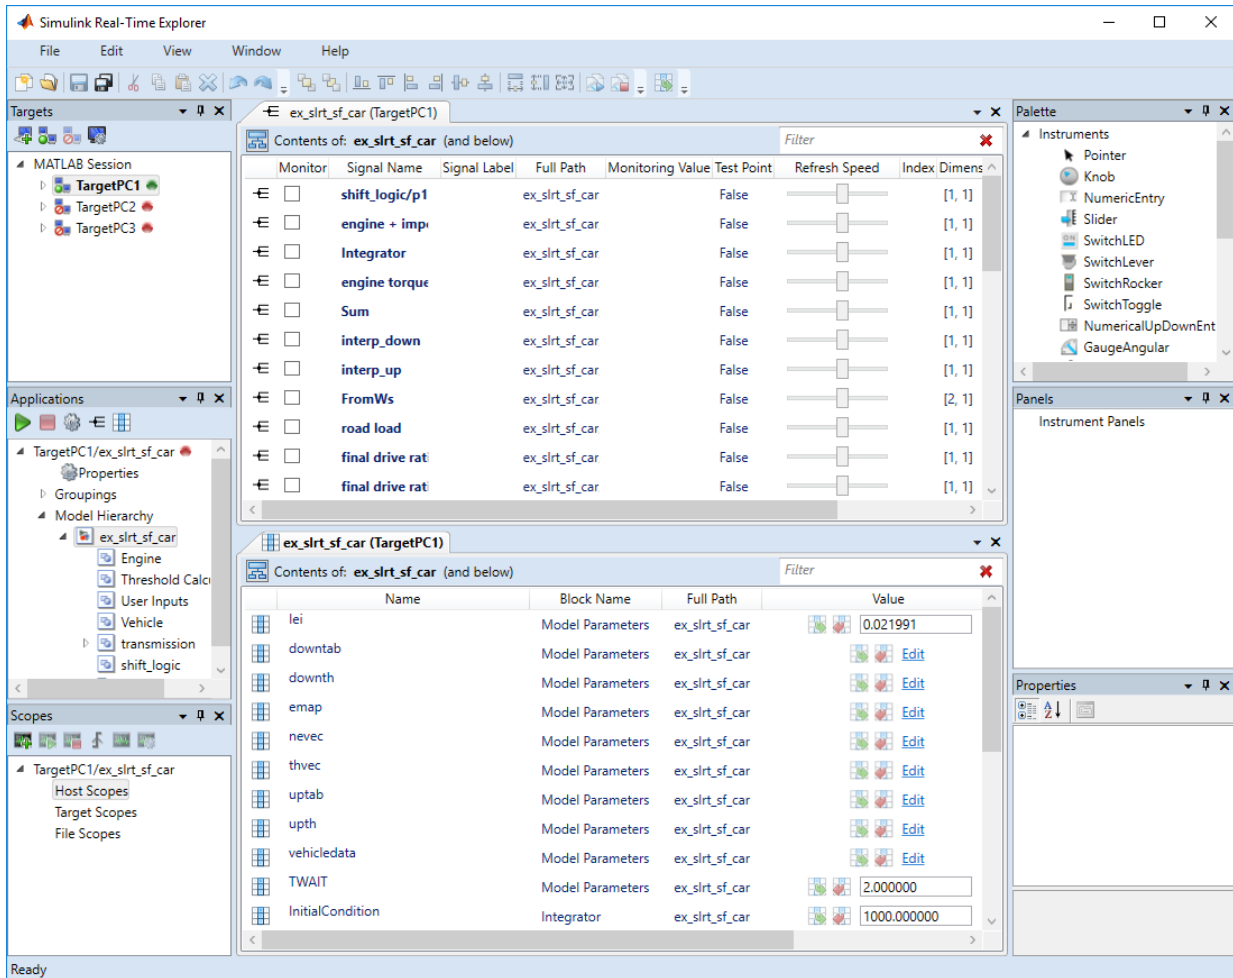 Simulink Real-Time Explorer
File Edit View Window Help
Targets
MATLAB Session
TargetPC1
TargetPC2
TargetPC3
Applications
TargetPC1/ex_slrt_sf_car
Properties
Groupings
Model Hierarchy
ex_slrt_sf_car
Engine
Threshold Calc
User Inputs
Vehicle
transmission
shift_logic
Scopes
TargetPC1/ex_slrt_sf_car
Host Scopes
Target Scopes
File Scopes
ex_slrt_sf_car (TargetPC1)
Contents of: ex_slrt_sf_car (and below) Filter
Monitor Signal Name Signal Label Full Path Monitoring Value Test Point Refresh Speed Index Dimens
shift_logic/p1 ex_slrt_sf_car False [1, 1]
engine + imp ex_slrt_sf_car False [1, 1]
Integrator ex_slrt_sf_car False [1, 1]
engine torque ex_slrt_sf_car False [1, 1]
Sum ex_slrt_sf_car False [1, 1]
interp_down ex_slrt_sf_car False [1, 1]
interp_up ex_slrt_sf_car False [1, 1]
FromWs ex_slrt_sf_car False [2, 1]
road load ex_slrt_sf_car False [1, 1]
final drive rati ex_slrt_sf_car False [1, 1]
final drive rati ex_slrt_sf_car False [1, 1]
ex_slrt_sf_car (TargetPC1)
Contents of: ex_slrt_sf_car (and below) Filter
Name Block Name Full Path Value
Iei Model Parameters ex_slrt_sf_car 0.021991
downtab Model Parameters ex_slrt_sf_car Edit
downth Model Parameters ex_slrt_sf_car Edit
emap Model Parameters ex_slrt_sf_car Edit
nevec Model Parameters ex_slrt_sf_car Edit
thvec Model Parameters ex_slrt_sf_car Edit
uptab Model Parameters ex_slrt_sf_car Edit
upth Model Parameters ex_slrt_sf_car Edit
vehicledata Model Parameters ex_slrt_sf_car Edit
TWAIT Model Parameters ex_slrt_sf_car 2.000000
InitialCondition Integrator ex_slrt_sf_car 1000.000000
Palette
Instruments
Pointer
Knob
NumericEntry
Slider
SwitchLED
SwitchLever
SwitchRocker
SwitchToggle
NumericalUpDownEnt
GaugeAngular
Panels
Instrument Panels
Properties
Ready